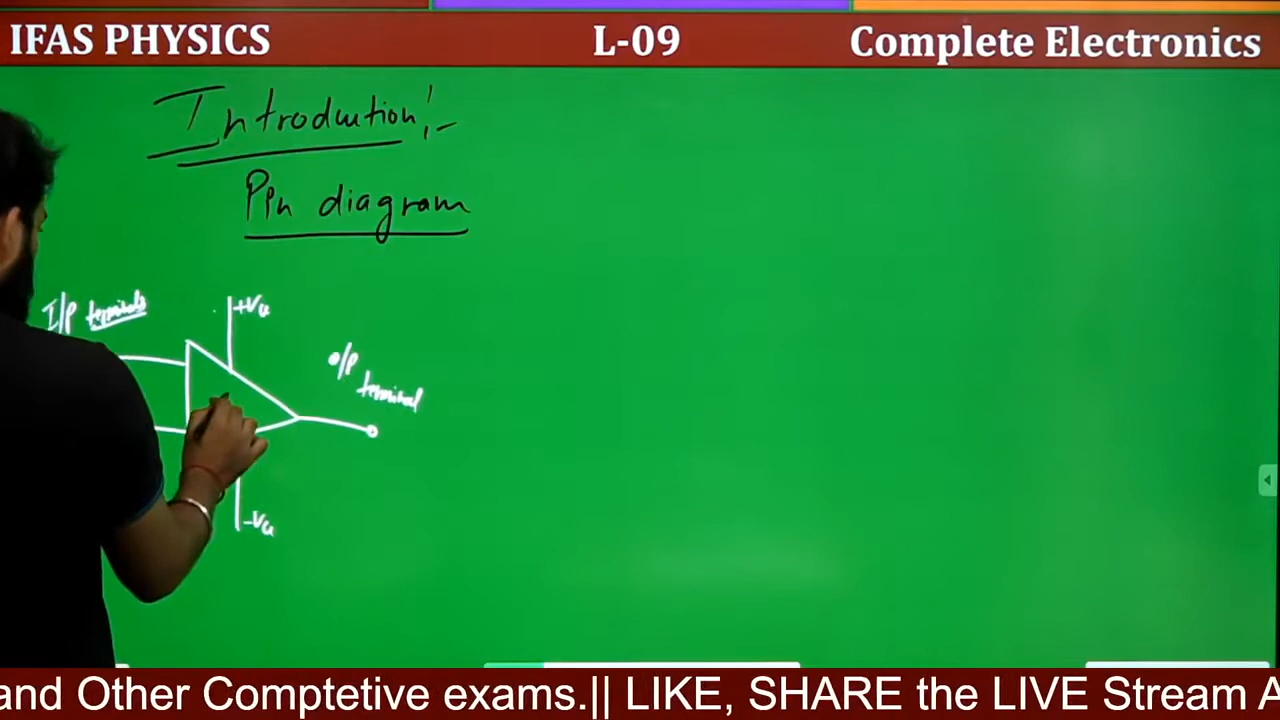 IFAS PHYSICS L-09 Complete Electronics
Introduction:-
Pin diagram
I/P terminals
+Vcc
O/P
terminal
-Vcc
and Other Comptetive exams.|| LIKE, SHARE the LIVE Stream A